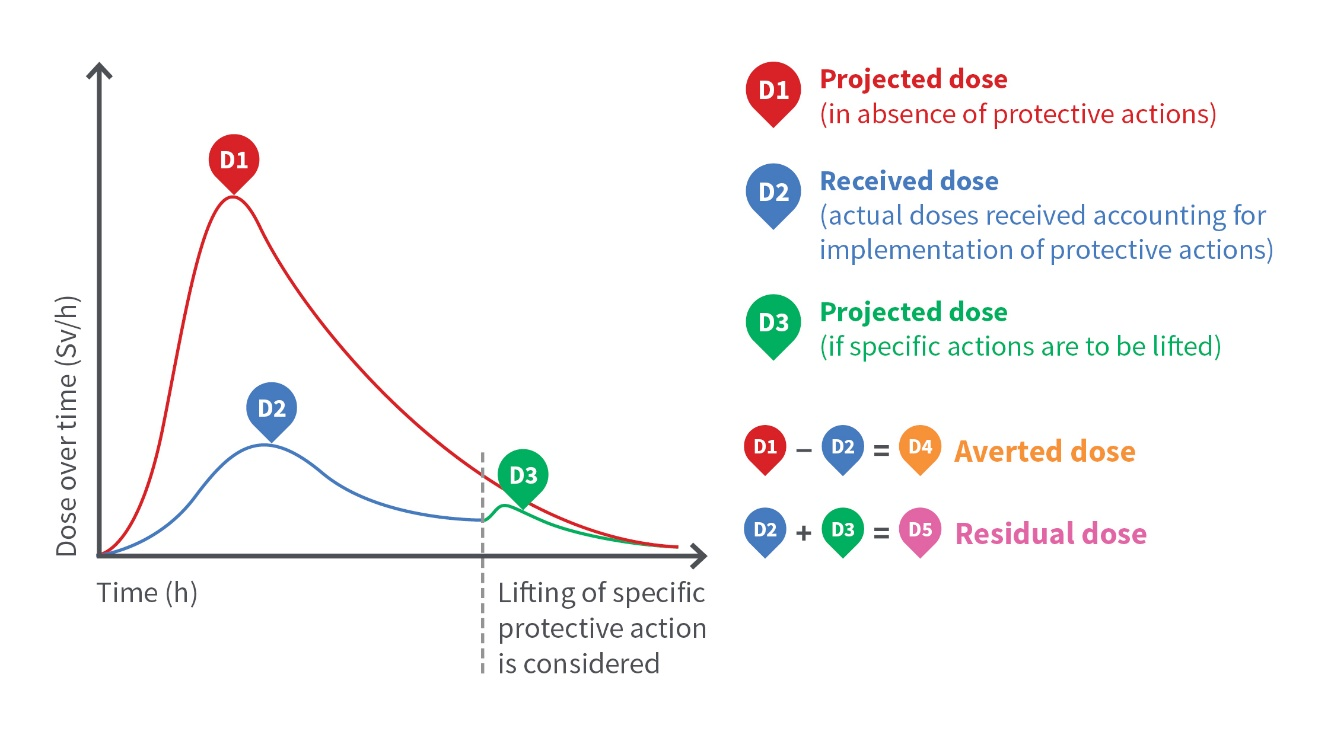 D1
D2
D3
Dose over time (Sv/h)
Time (h)
Lifting of specific
protective action
is considered
D1 Projected dose
(in absence of protective actions)
D2 Received dose
(actual doses received accounting for
implementation of protective actions)
D3 Projected dose
(if specific actions are to be lifted)
D1 – D2 = D4 Averted dose
D2 + D3 = D5 Residual dose